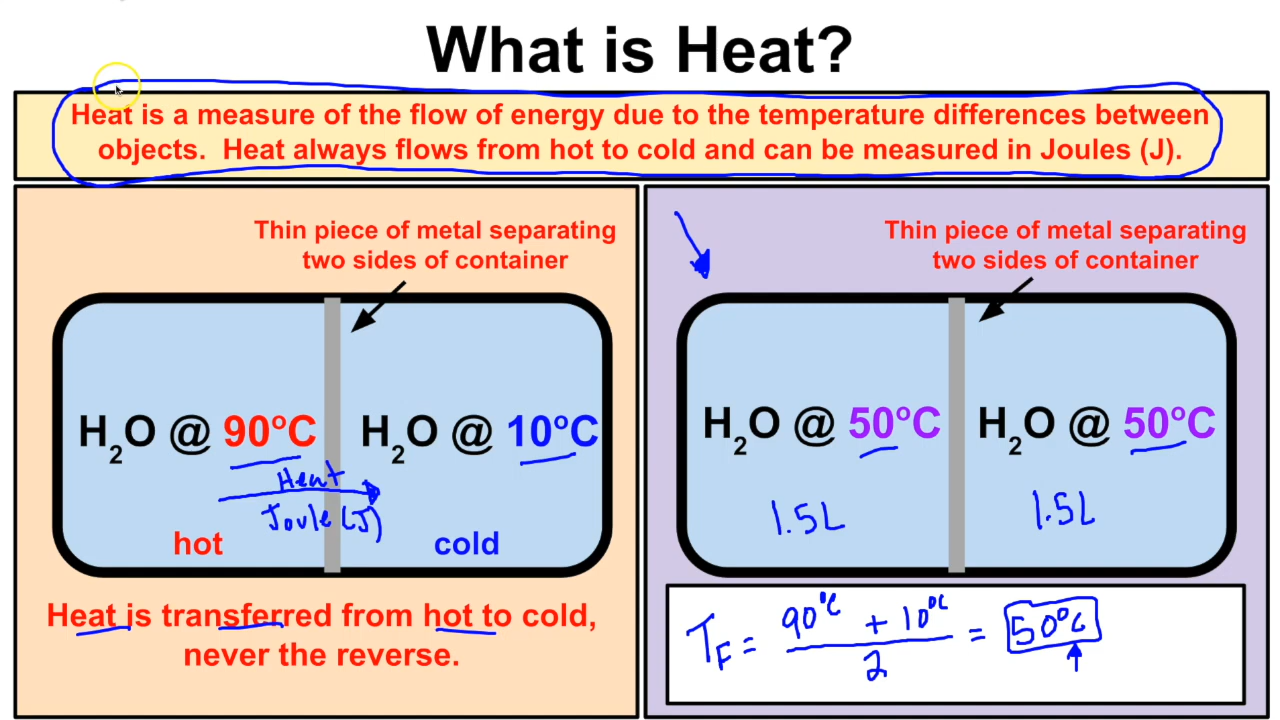 What is Heat?
Heat is a measure of the flow of energy due to the temperature differences between
objects. Heat always flows from hot to cold and can be measured in Joules (J).
Thin piece of metal separating
two sides of container
H₂O @ 90°C
H₂O @ 10°C
Heat
Joule (J)
hot
cold
Heat is transferred from hot to cold,
never the reverse.
Thin piece of metal separating
two sides of container
H₂O @ 50°C
H₂O @ 50°C
1.5L
1.5L
T_F = (90°C + 10°C) / 2 = 50°C